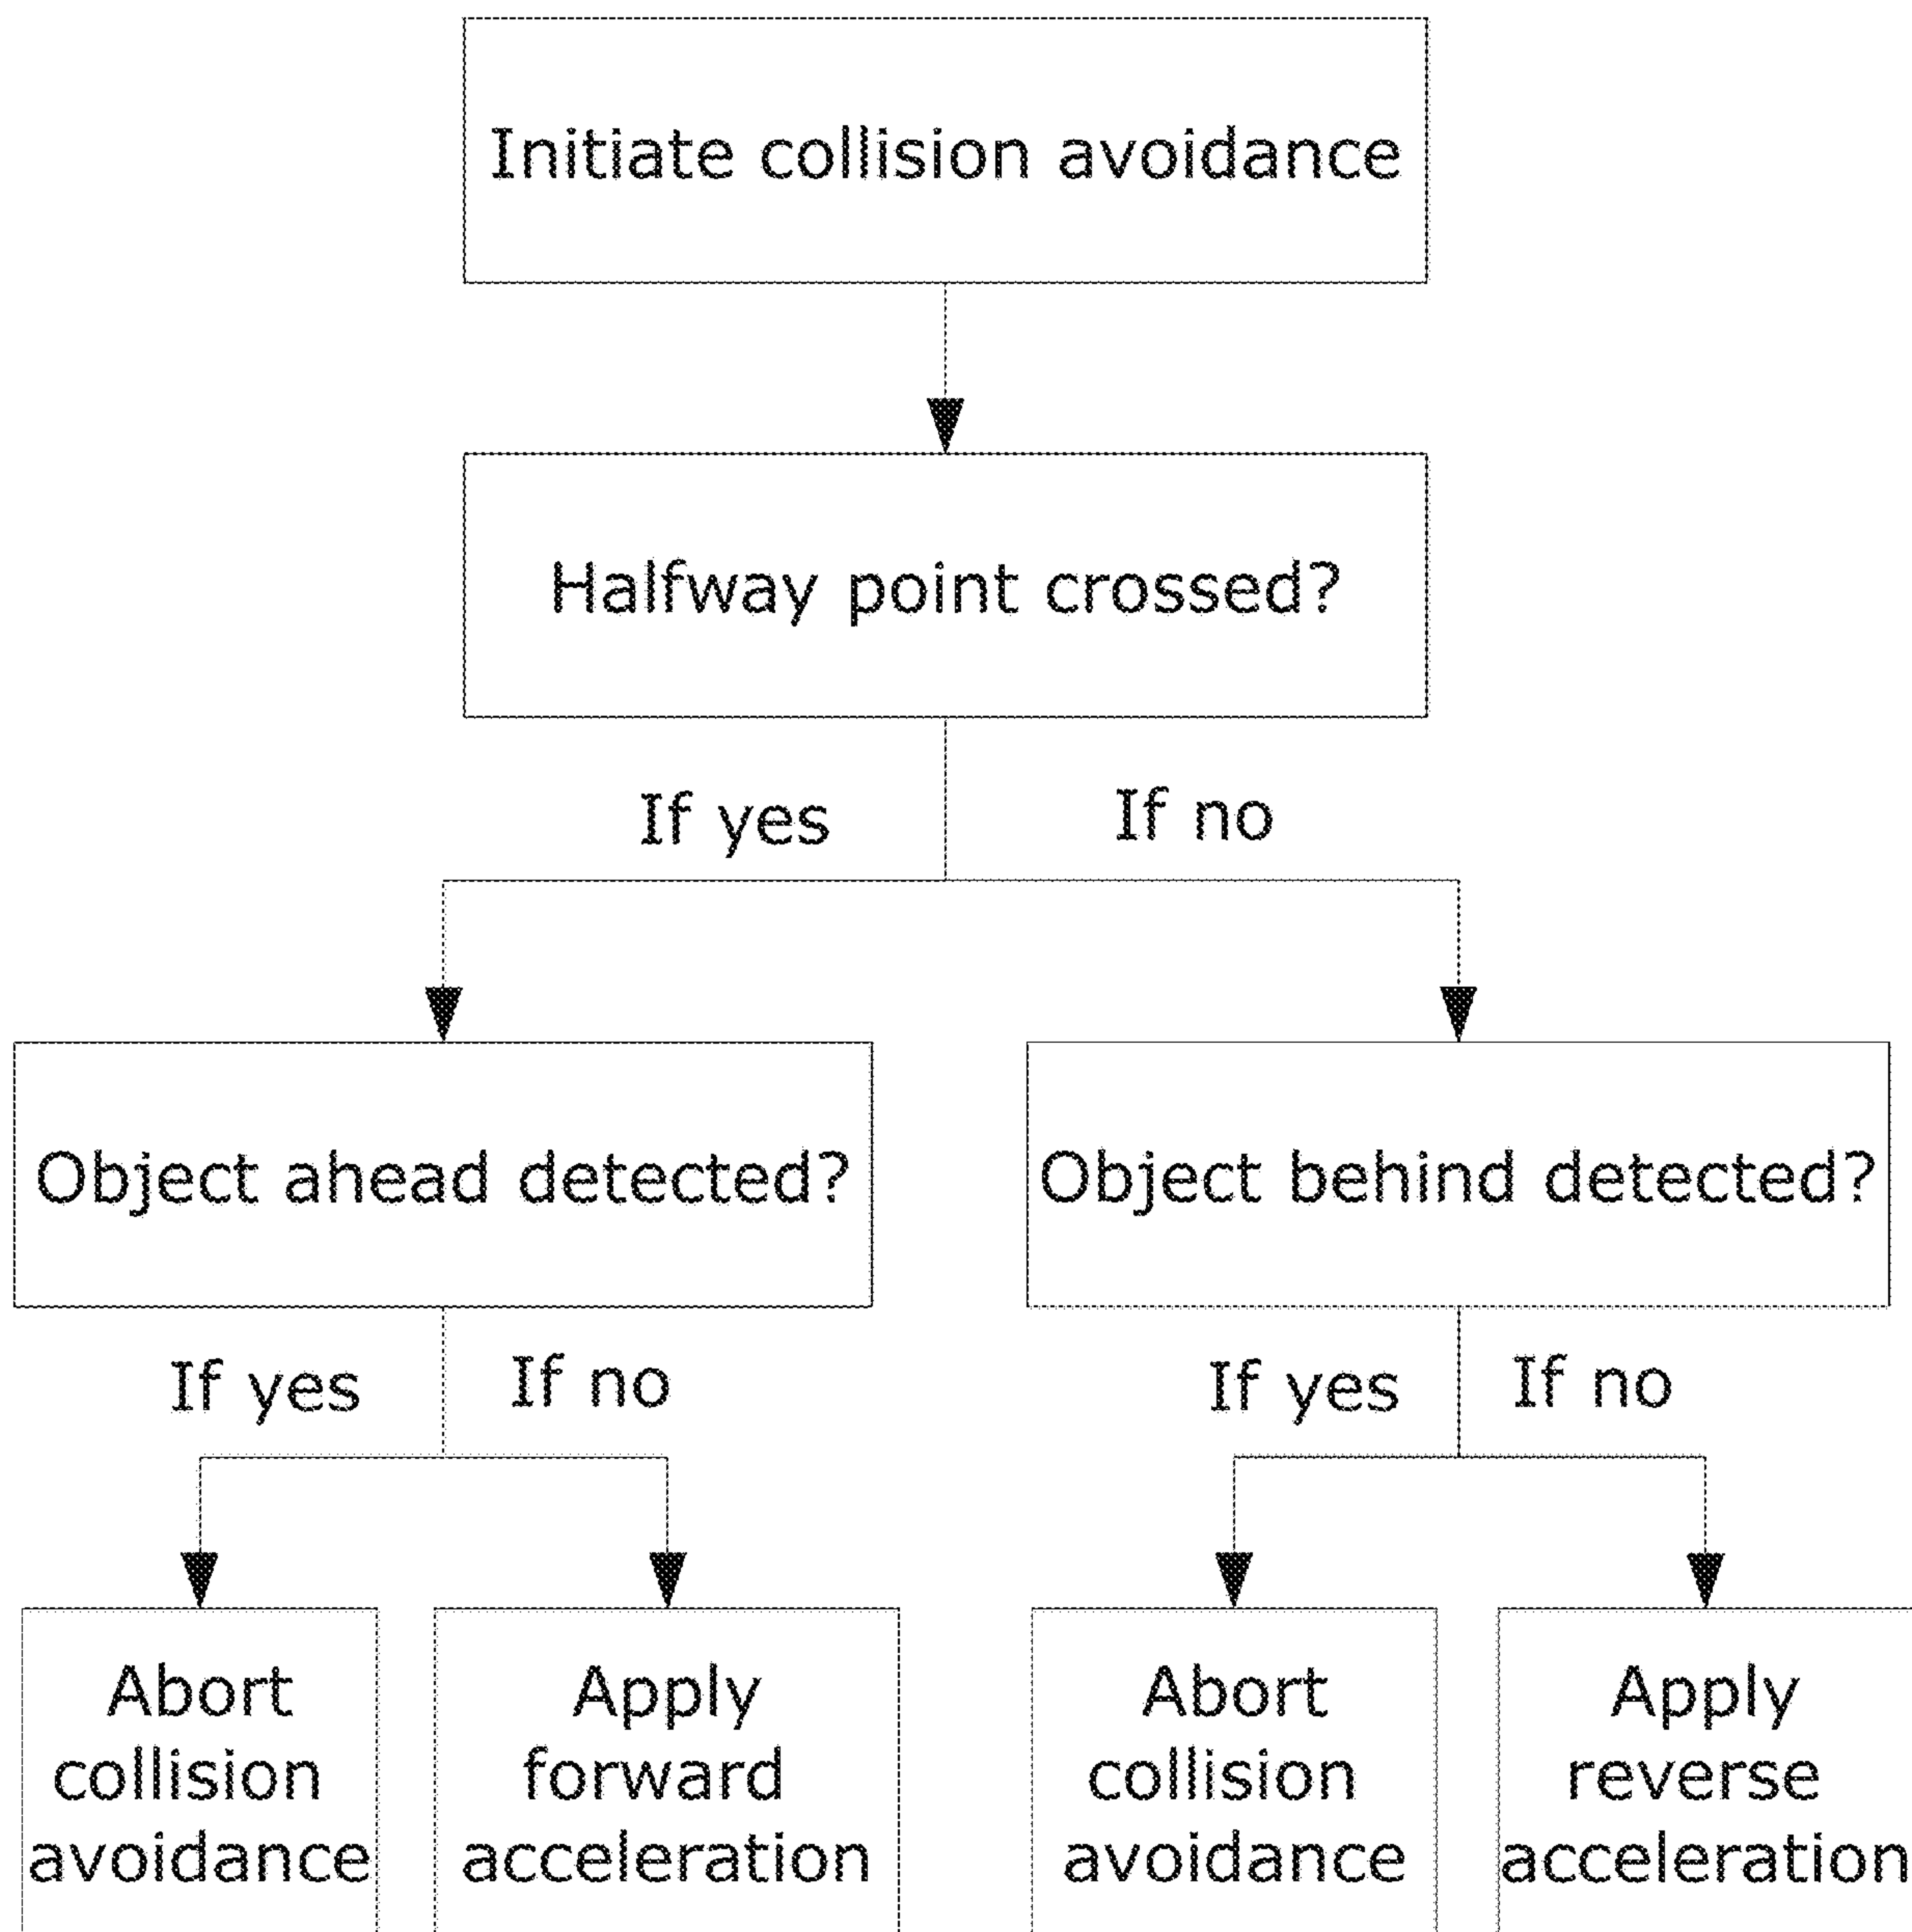 Initiate collision avoidance
Halfway point crossed?
If yes
If no
Object ahead detected?
Object behind detected?
If yes
If no
If yes
If no
Abort
collision
avoidance
Apply
forward
acceleration
Abort
collision
avoidance
Apply
reverse
acceleration